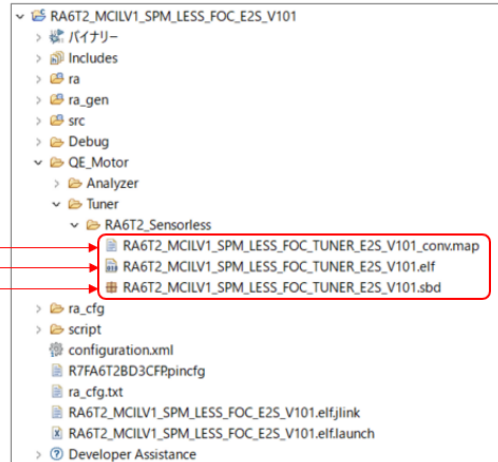 RA6T2_MCILV1_SPM_LESS_FOC_E2S_V101
バイナリー
Includes
ra
ra_gen
src
Debug
QE_Motor
Analyzer
Tuner
RA6T2_Sensorless
RA6T2_MCILV1_SPM_LESS_FOC_TUNER_E2S_V101_conv.map
RA6T2_MCILV1_SPM_LESS_FOC_TUNER_E2S_V101.elf
RA6T2_MCILV1_SPM_LESS_FOC_TUNER_E2S_V101.sbd
ra_cfg
script
configuration.xml
R7FA6T2BD3CFP.pincfg
ra_cfg.txt
RA6T2_MCILV1_SPM_LESS_FOC_E2S_V101.elf.jlink
RA6T2_MCILV1_SPM_LESS_FOC_E2S_V101.elf.launch
Developer Assistance